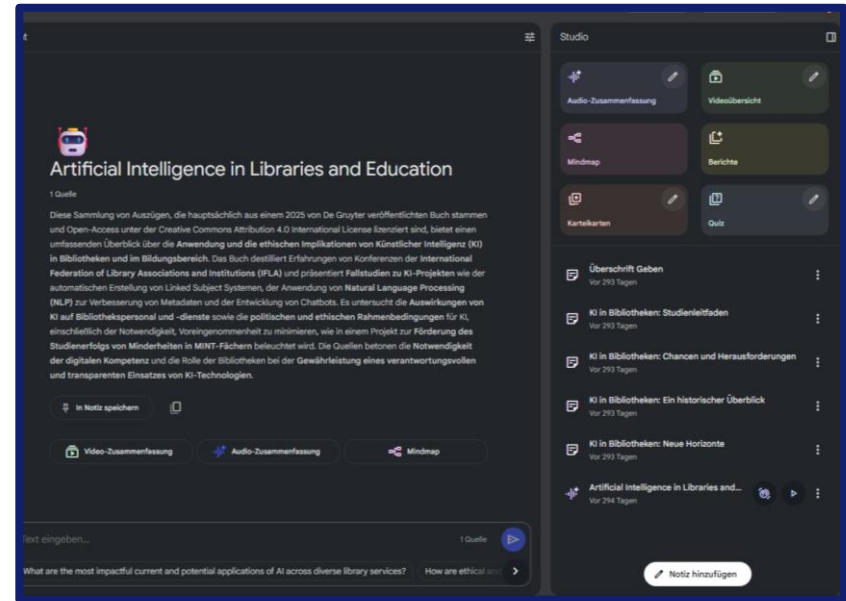 Artificial Intelligence in Libraries and Education
1 Quelle
Diese Sammlung von Auszügen, die hauptsächlich aus einem 2025 von De Gruyter veröffentlichten Buch stammen
und Open-Access unter der Creative Commons Attribution 4.0 International License lizenziert sind, bietet einen
umfassenden Überblick über die Anwendung und die ethischen Implikationen von Künstlicher Intelligenz (KI)
in Bibliotheken und im Bildungsbereich. Das Buch destilliert Erfahrungen von Konferenzen der International
Federation of Library Associations and Institutions (IFLA) und präsentiert Fallstudien zu KI-Projekten wie der
automatischen Erstellung von Linked Subject Systemen, der Anwendung von Natural Language Processing
(NLP) zur Verbesserung von Metadaten und der Entwicklung von Chatbots. Es untersucht die Auswirkungen von
KI auf Bibliothekspersonal und -dienste sowie die politischen und ethischen Rahmenbedingungen für KI,
einschließlich der Notwendigkeit, Voreingenommenheit zu minimieren, wie in einem Projekt zur Förderung des
Studienerfolgs von Minderheiten in MINT-Fächern beleuchtet wird. Die Quellen betonen die Notwendigkeit
der digitalen Kompetenz und die Rolle der Bibliotheken bei der Gewährleistung eines verantwortungsvollen
und transparenten Einsatzes von KI-Technologien.
In Notiz speichern
Video-Zusammenfassung
Audio-Zusammenfassung
Mindmap
Text eingeben...
1 Quelle
What are the most impactful current and potential applications of AI across diverse library services?
How are ethical and
Studio
Audio-Zusammenfassung
Videoübersicht
Mindmap
Berichte
Karteikarten
Quiz
Überschrift Geben
Vor 293 Tagen
KI in Bibliotheken: Studienleitfaden
Vor 293 Tagen
KI in Bibliotheken: Chancen und Herausforderungen
Vor 293 Tagen
KI in Bibliotheken: Ein historischer Überblick
Vor 293 Tagen
KI in Bibliotheken: Neue Horizonte
Vor 293 Tagen
Artificial Intelligence in Libraries and...
Vor 294 Tagen
Notiz hinzufügen